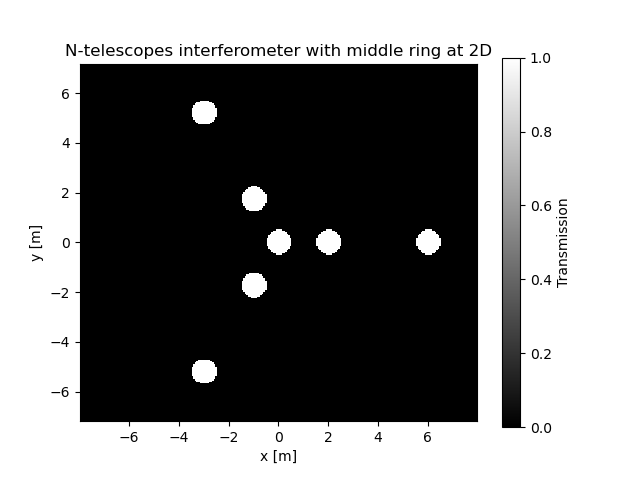 N-telescopes interferometer with middle ring at 2D
6
4
2
0
−2
−4
−6
y [m]
−6 −4 −2 0 2 4 6
x [m]
1.0
0.8
0.6
0.4
0.2
0.0
Transmission